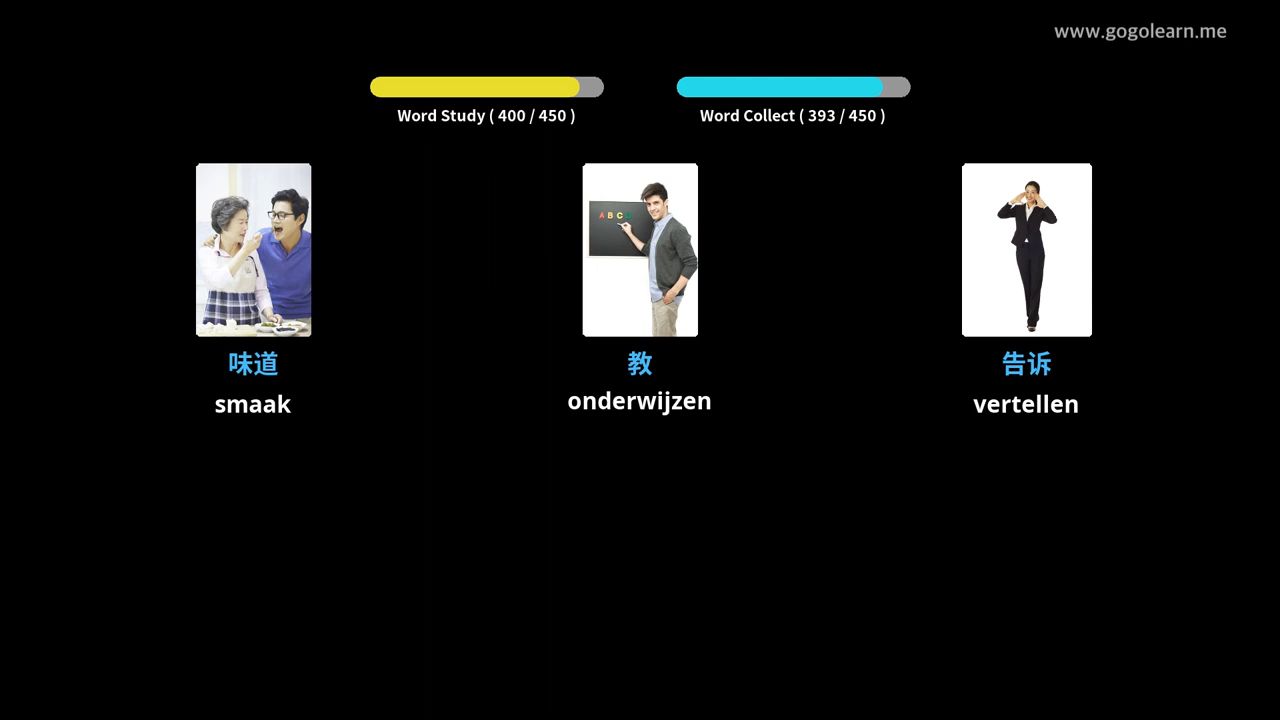 www.gogolearn.me
Word Study ( 400 / 450 )
Word Collect ( 393 / 450 )
A B C
味道
教
告诉
smaak
onderwijzen
vertellen